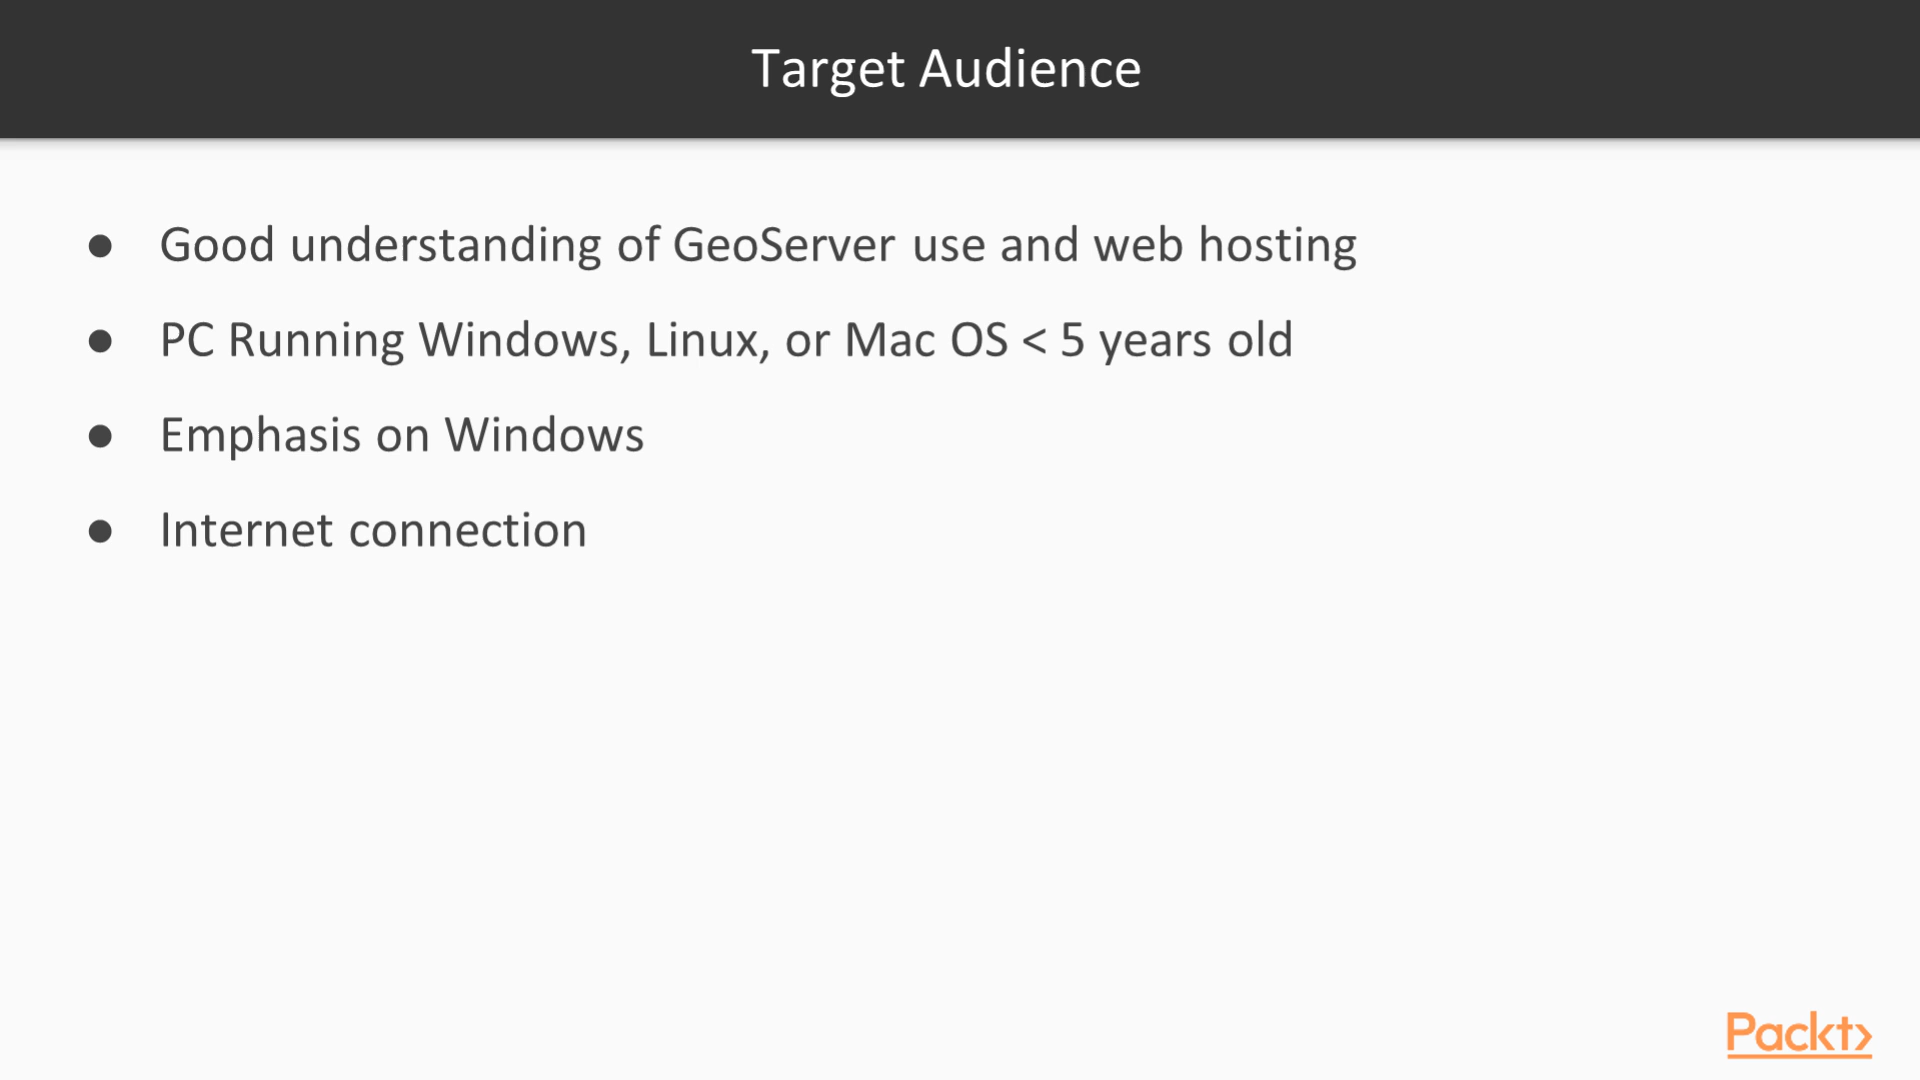 Target Audience
● Good understanding of GeoServer use and web hosting
● PC Running Windows, Linux, or Mac OS < 5 years old
● Emphasis on Windows
● Internet connection
Packt>